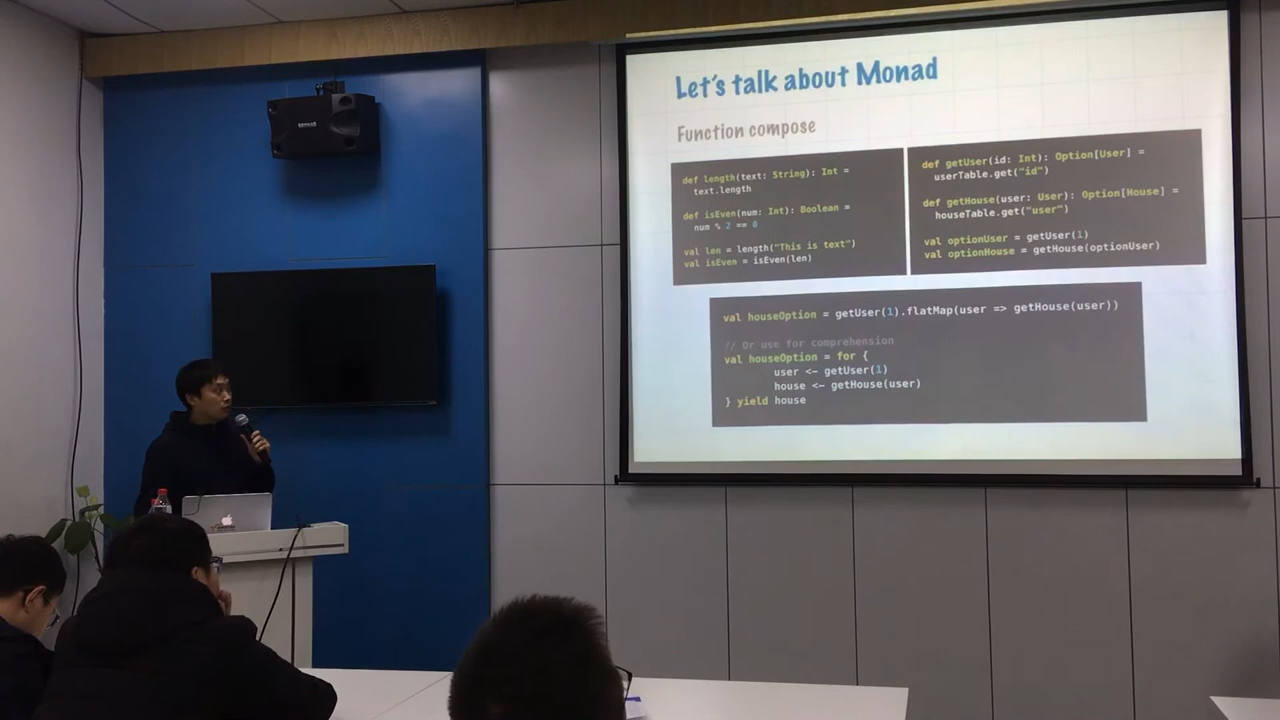 Let's talk about Monad
Function compose
def length(text: String): Int =
text.length
def isEven(num: Int): Boolean =
num % 2 == 0
val len = length("This is text")
val isEven = isEven(len)
def getUser(id: Int): Option[User] =
userTable.get("id")
def getHouse(user: User): Option[House] =
houseTable.get("user")
val optionUser = getUser(1)
val optionHouse = getHouse(optionUser)
val houseOption = getUser(1).flatMap(user => getHouse(user))
// Or use for comprehension
val houseOption = for {
user <- getUser(1)
house <- getHouse(user)
} yield house